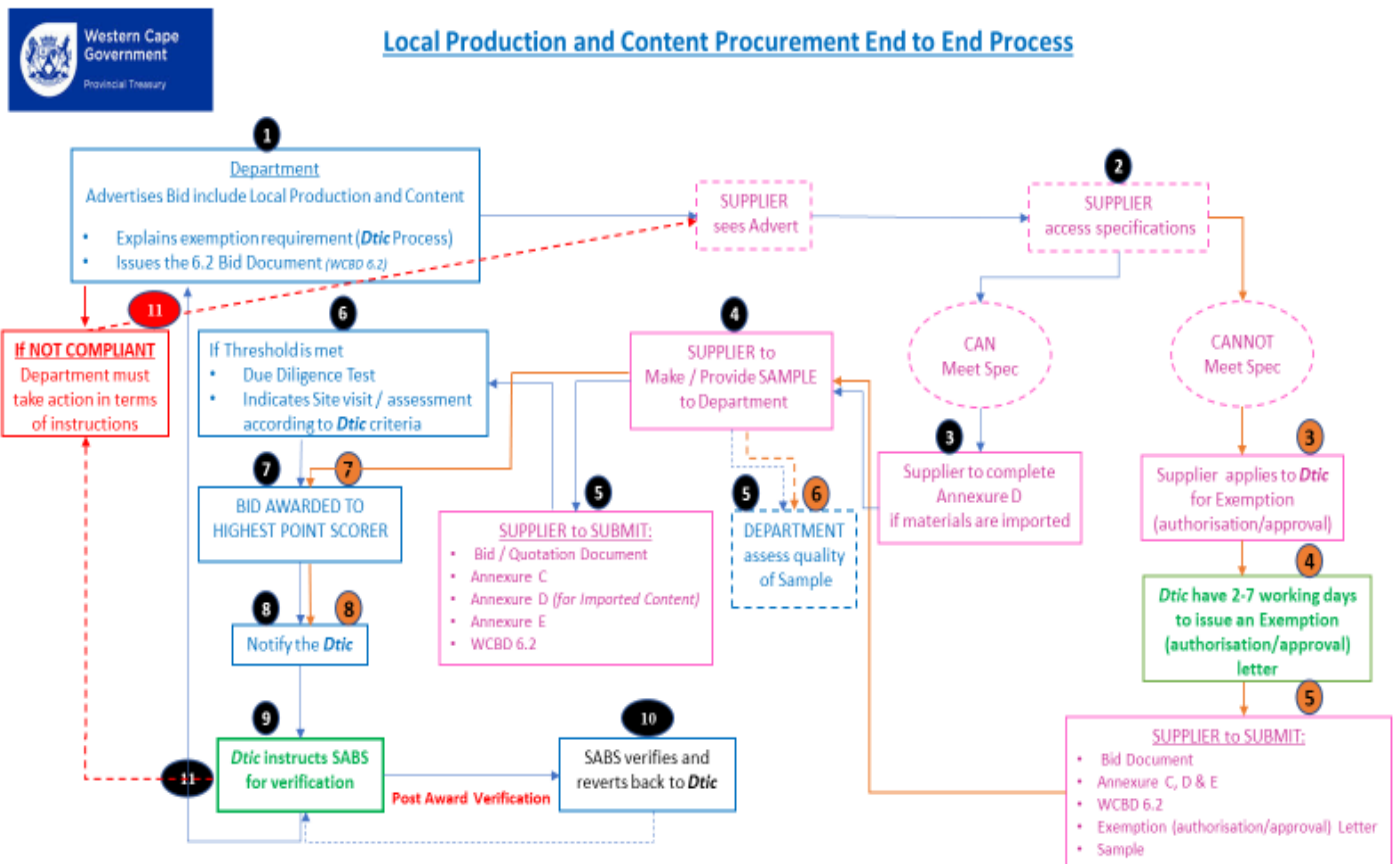 Western Cape
Government
Provincial Treasury
Local Production and Content Procurement End to End Process
1
Department
Advertises Bid include Local Production and Content
• Explains exemption requirement (Dtic Process)
• Issues the 6.2 Bid Document (WCBD 6.2)
SUPPLIER
sees Advert
2
SUPPLIER
access specifications
11
If NOT COMPLIANT
Department must
take action in terms
of instructions
6
If Threshold is met
• Due Diligence Test
• Indicates Site visit / assessment
according to Dtic criteria
4
SUPPLIER to
Make / Provide SAMPLE
to Department
CAN
Meet Spec
CANNOT
Meet Spec
3
Supplier to complete
Annexure D
if materials are imported
3
Supplier applies to Dtic
for Exemption
(authorisation/approval)
7
7
BID AWARDED TO
HIGHEST POINT SCORER
5
SUPPLIER to SUBMIT:
• Bid / Quotation Document
• Annexure C
• Annexure D (for Imported Content)
• Annexure E
• WCBD 6.2
5
6
DEPARTMENT
assess quality
of Sample
4
Dtic have 2-7 working days
to issue an Exemption
(authorisation/approval)
letter
8
8
Notify the Dtic
5
SUPPLIER to SUBMIT:
• Bid Document
• Annexure C, D & E
• WCBD 6.2
• Exemption (authorisation/approval) Letter
• Sample
9
Dtic instructs SABS
for verification
11
Post Award Verification
10
SABS verifies and
reverts back to Dtic